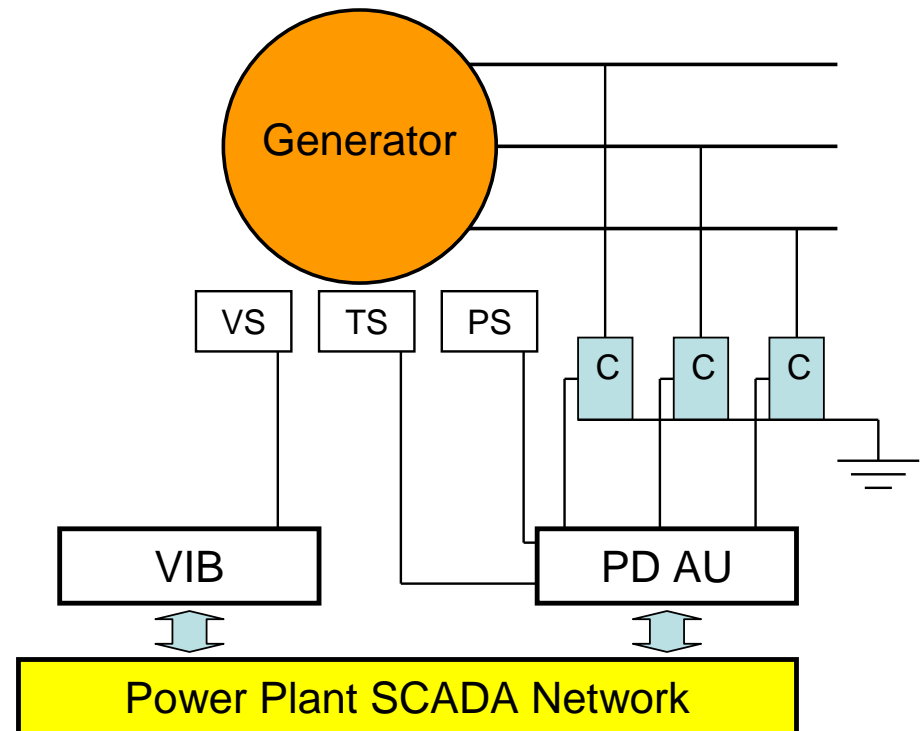 Generator
VS
TS
PS
C
C
C
VIB
PD AU
Power Plant SCADA Network